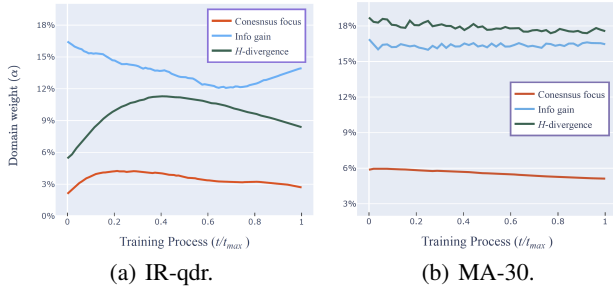 Domain weight (α)
18%
15%
12%
9%
6%
3%
0%
Conesnsus focus
Info gain
H-divergence
0
0.2
0.4
0.6
0.8
1
Training Process (t/tmax )
(a) IR-qdr.
18%
15%
12%
9%
6%
3%
Conesnsus focus
Info gain
H-divergence
0
0.2
0.4
0.6
0.8
1
Training Process (t/tmax )
(b) MA-30.